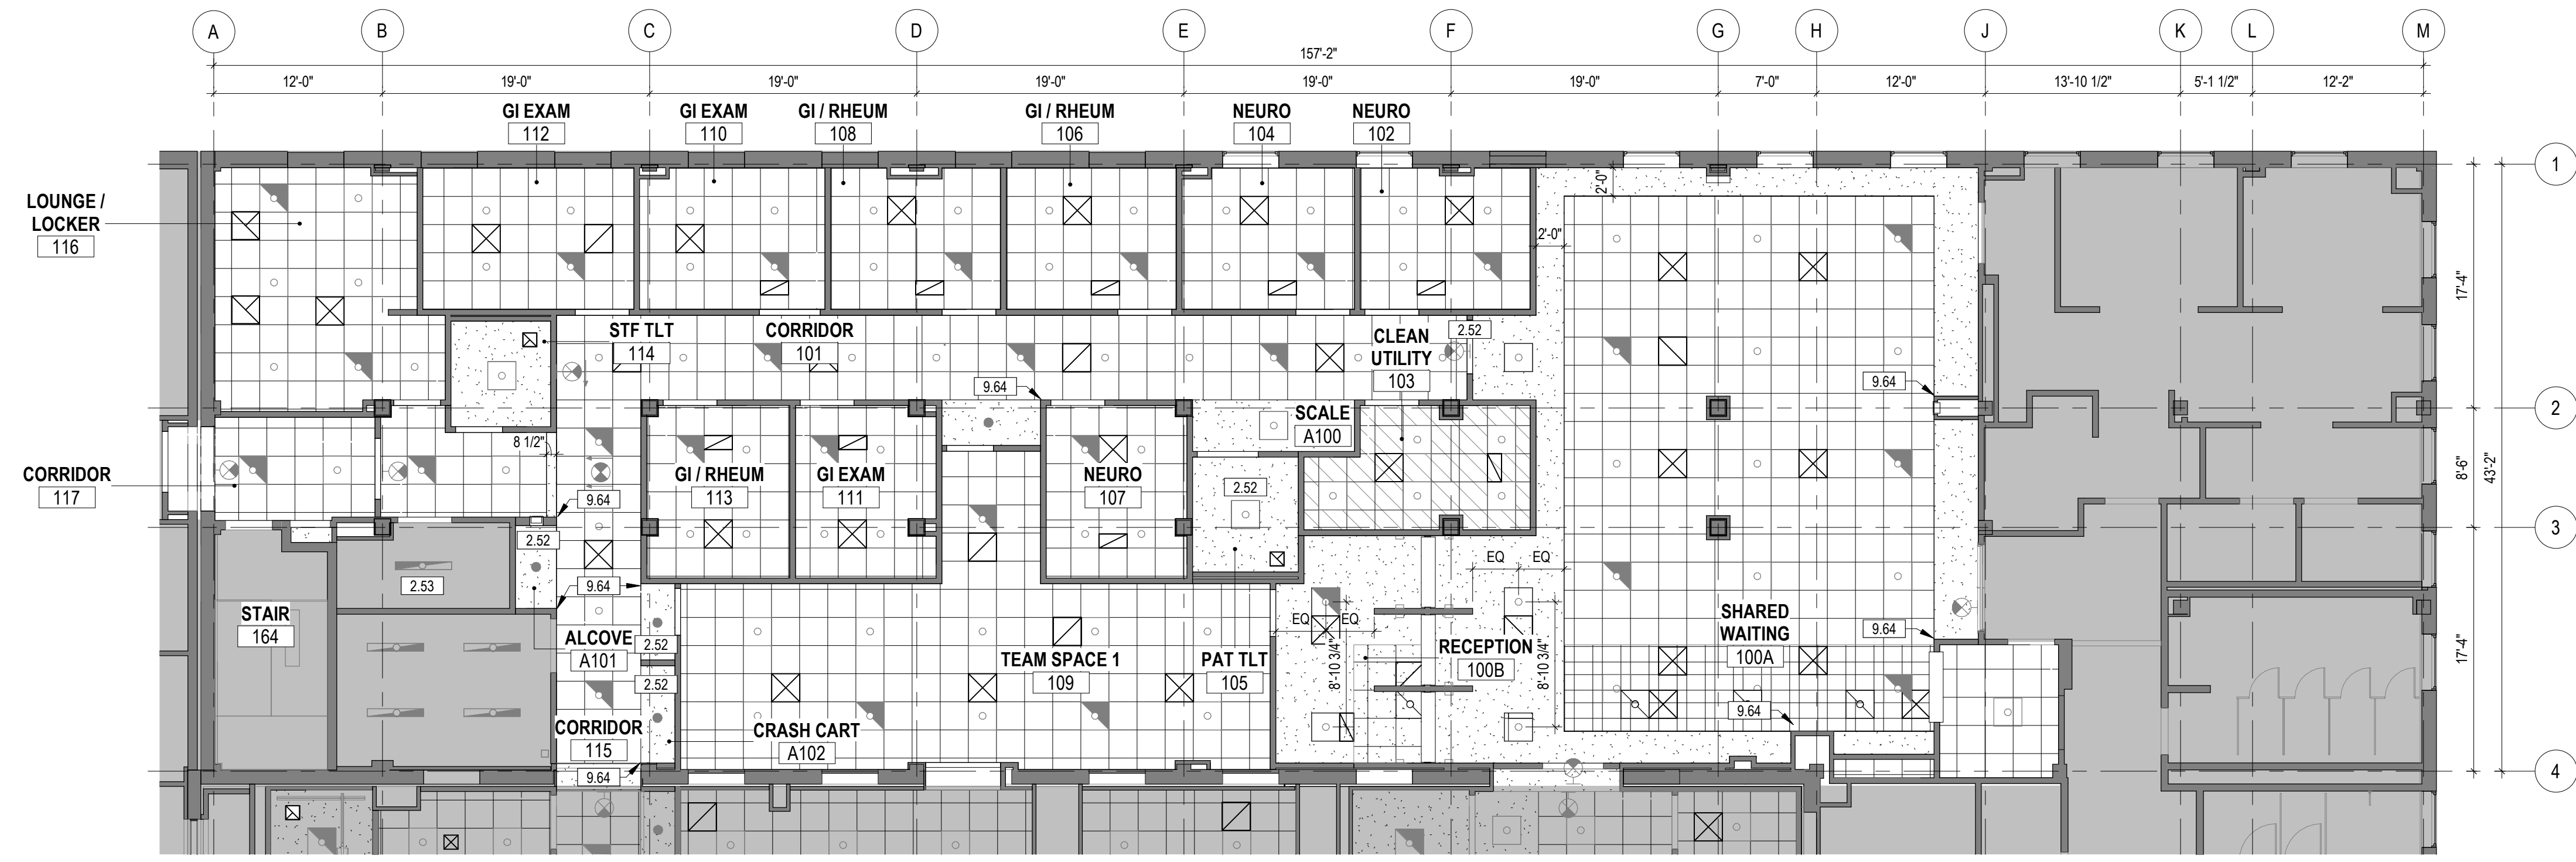 A B C D E F G H J K L M
157'-2"
12'-0" 19'-0" 19'-0" 19'-0" 19'-0" 19'-0" 7'-0" 12'-0" 13'-10 1/2" 5'-1 1/2" 12'-2"
GI EXAM
112
GI EXAM
110
GI / RHEUM
108
GI / RHEUM
106
NEURO
104
NEURO
102
1
2'-0"
LOUNGE /
LOCKER
116
2'-0"
17'-4"
STF TLT
114
CORRIDOR
101
CLEAN
UTILITY
103
2.52
9.64
9.64
2
SCALE
A100
8 1/2"
8'-6"
43'-2"
CORRIDOR
117
GI / RHEUM
113
GI EXAM
111
NEURO
107
2.52
9.64
3
2.52
EQ EQ
2.53
9.64
STAIR
164
ALCOVE
A101
2.52
EQ EQ
SHARED
WAITING
100A
9.64
RECEPTION
100B
8'-10 3/4"
8'-10 3/4"
17'-4"
TEAM SPACE 1
109
PAT TLT
105
2.52
9.64
CORRIDOR
115
CRASH CART
A102
9.64
4